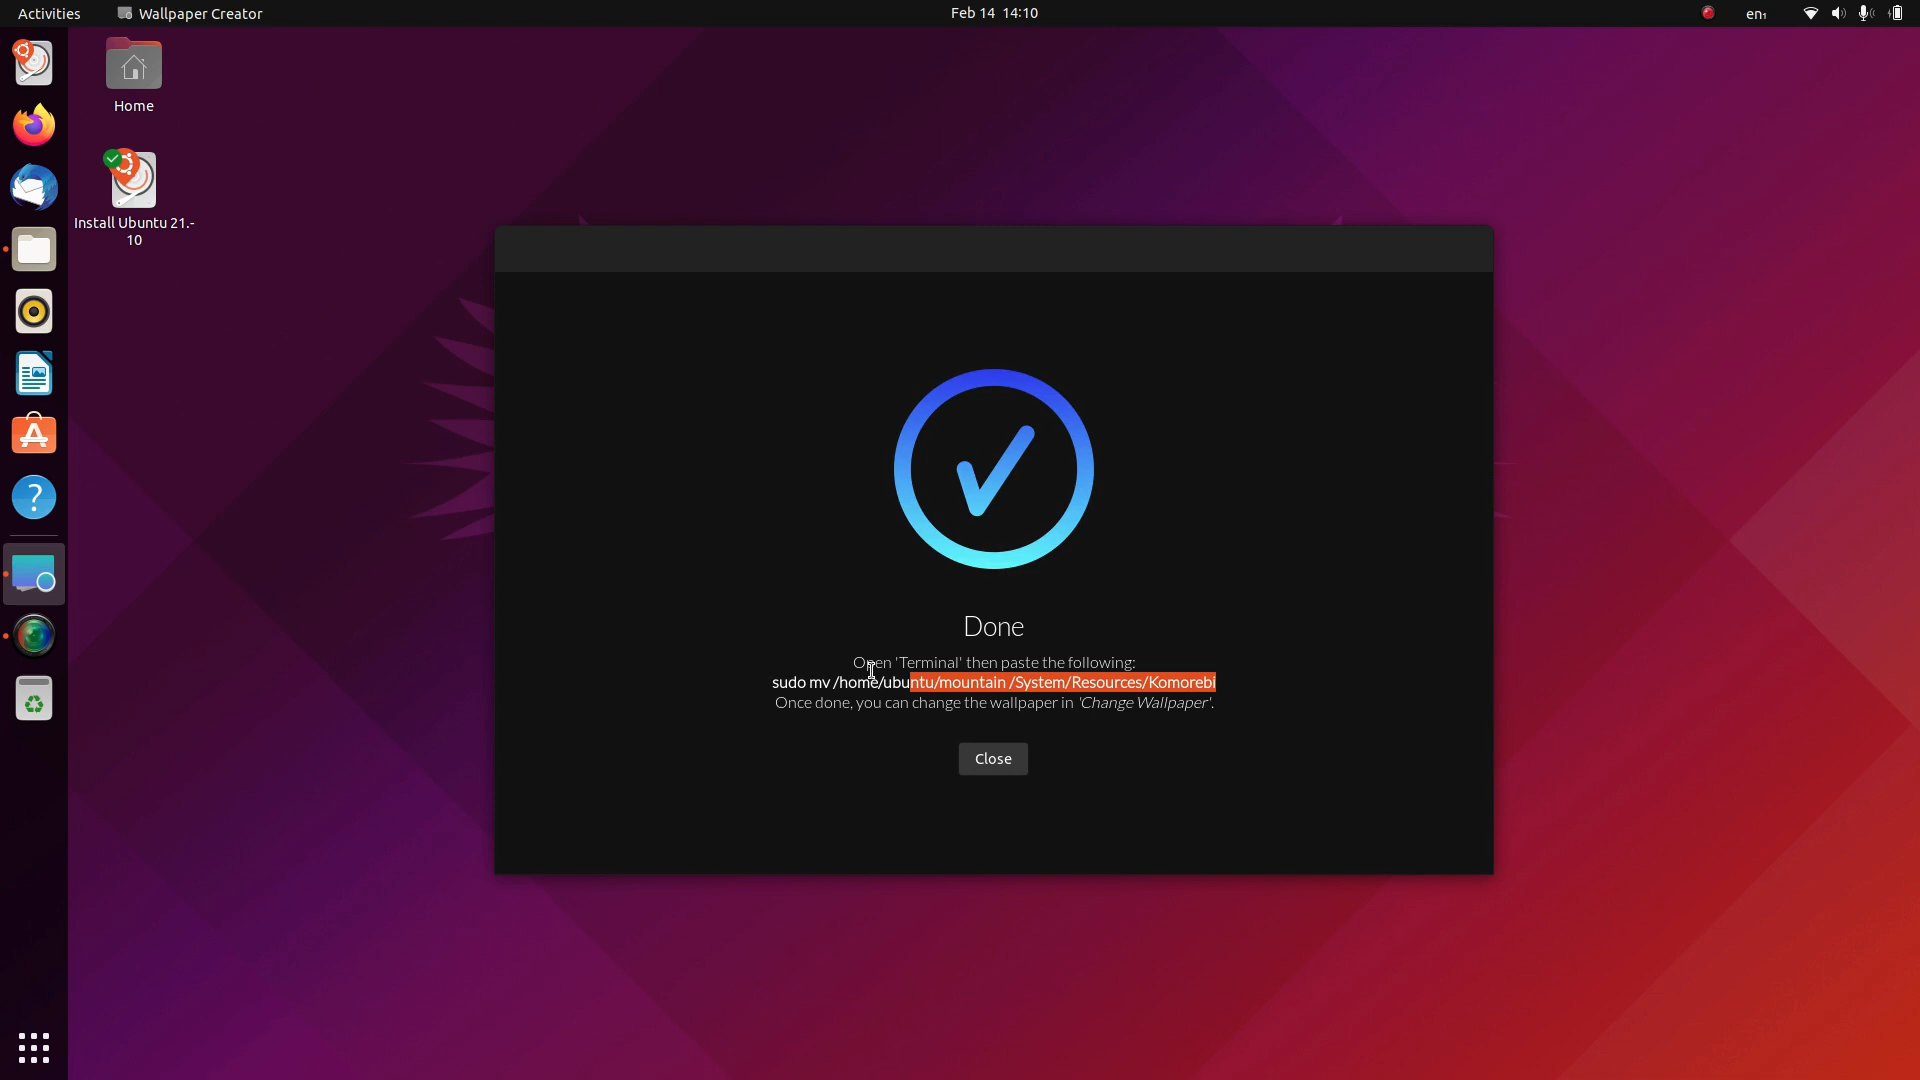 Activities
Wallpaper Creator
Feb 14 14:10
en₁
Home
Install Ubuntu 21.-
10
Done
Open 'Terminal' then paste the following:
sudo mv /home/ubuntu/mountain /System/Resources/Komorebi
Once done, you can change the wallpaper in 'Change Wallpaper'.
Close